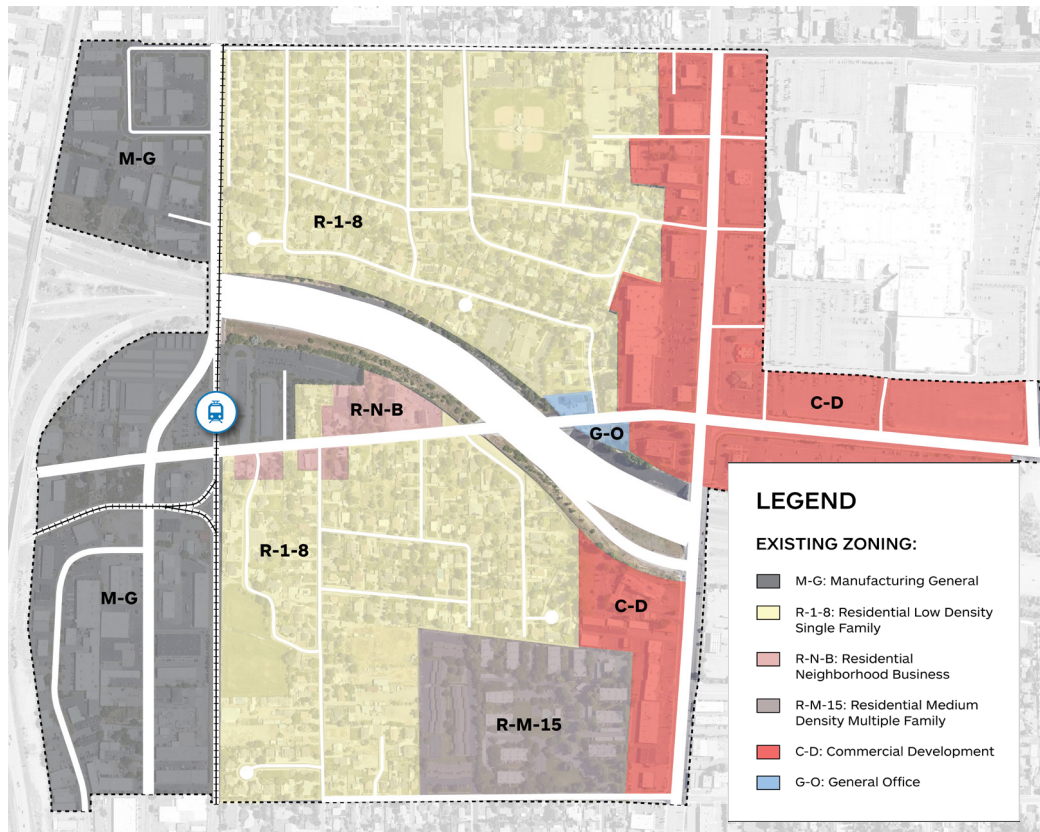 M-G
R-1-8
R-N-B
C-D
G-O
R-1-8
M-G
C-D
R-M-15
LEGEND
EXISTING ZONING:
M-G: Manufacturing General
R-1-8: Residential Low Density
Single Family
R-N-B: Residential
Neighborhood Business
R-M-15: Residential Medium
Density Multiple Family
C-D: Commercial Development
G-O: General Office